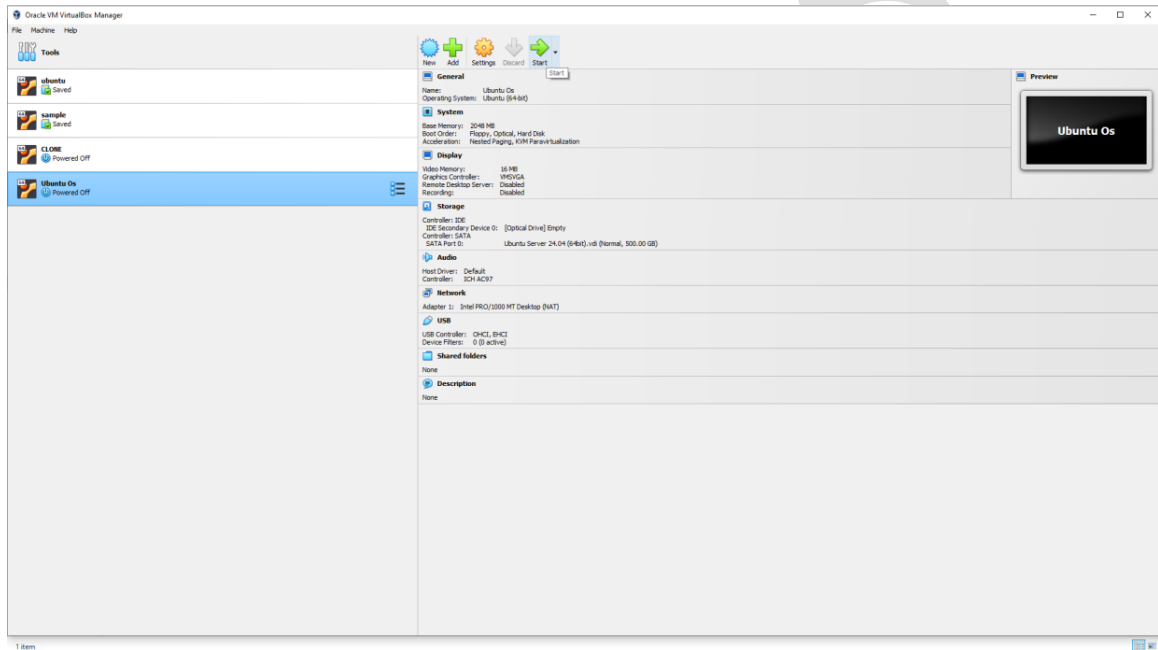 Oracle VM VirtualBox Manager
File Machine Help
Tools
New Add Settings Discard Start
Start
ubuntu
Saved
sample
Saved
CLONE
Powered Off
Ubuntu Os
Powered Off
General
Name: Ubuntu Os
Operating System: Ubuntu (64-bit)
System
Base Memory: 2048 MB
Boot Order: Floppy, Optical, Hard Disk
Acceleration: Nested Paging, KVM Paravirtualization
Display
Video Memory: 16 MB
Graphics Controller: VMSVGA
Remote Desktop Server: Disabled
Recording: Disabled
Storage
Controller: IDE
IDE Secondary Device 0: [Optical Drive] Empty
Controller: SATA
SATA Port 0: Ubuntu Server 24.04 (64bit).vdi (Normal, 500.00 GB)
Audio
Host Driver: Default
Controller: ICH AC97
Network
Adapter 1: Intel PRO/1000 MT Desktop (NAT)
USB
USB Controller: OHCI, EHCI
Device Filters: 0 (0 active)
Shared folders
None
Description
None
Preview
Ubuntu Os
1 item